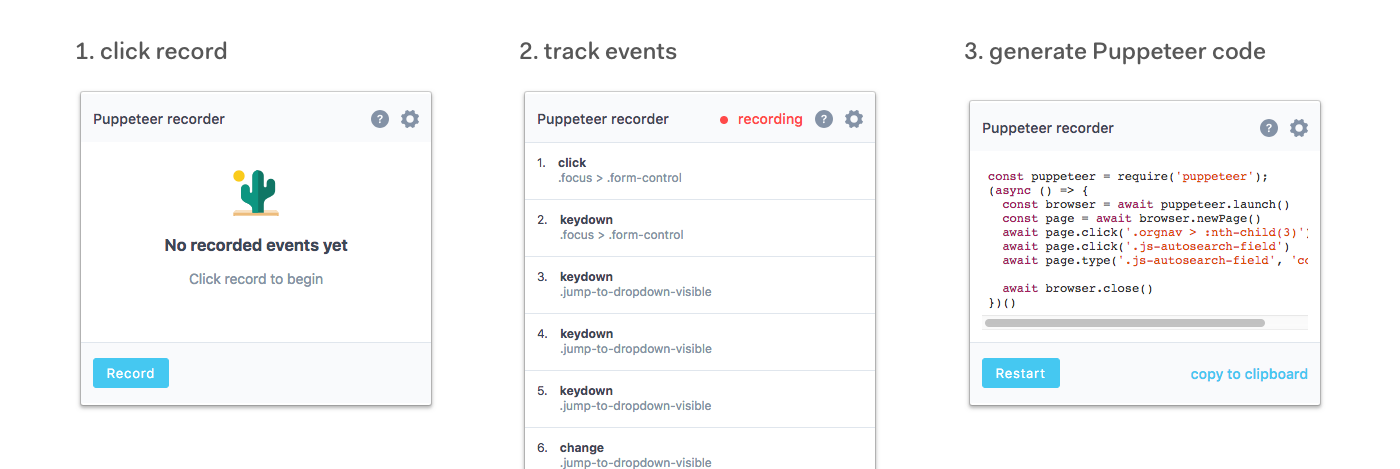 1. click record
Puppeteer recorder
?
No recorded events yet
Click record to begin
Record
2. track events
Puppeteer recorder
recording
?
1. click
.focus > .form-control
2. keydown
.focus > .form-control
3. keydown
.jump-to-dropdown-visible
4. keydown
.jump-to-dropdown-visible
5. keydown
.jump-to-dropdown-visible
6. change
.jump-to-dropdown-visible
3. generate Puppeteer code
Puppeteer recorder
?
const puppeteer = require('puppeteer');
(async () => {
const browser = await puppeteer.launch()
const page = await browser.newPage()
await page.click('.orgnav > :nth-child(3)')
await page.click('.js-autosearch-field')
await page.type('.js-autosearch-field', 'co
await browser.close()
})()
Restart
copy to clipboard